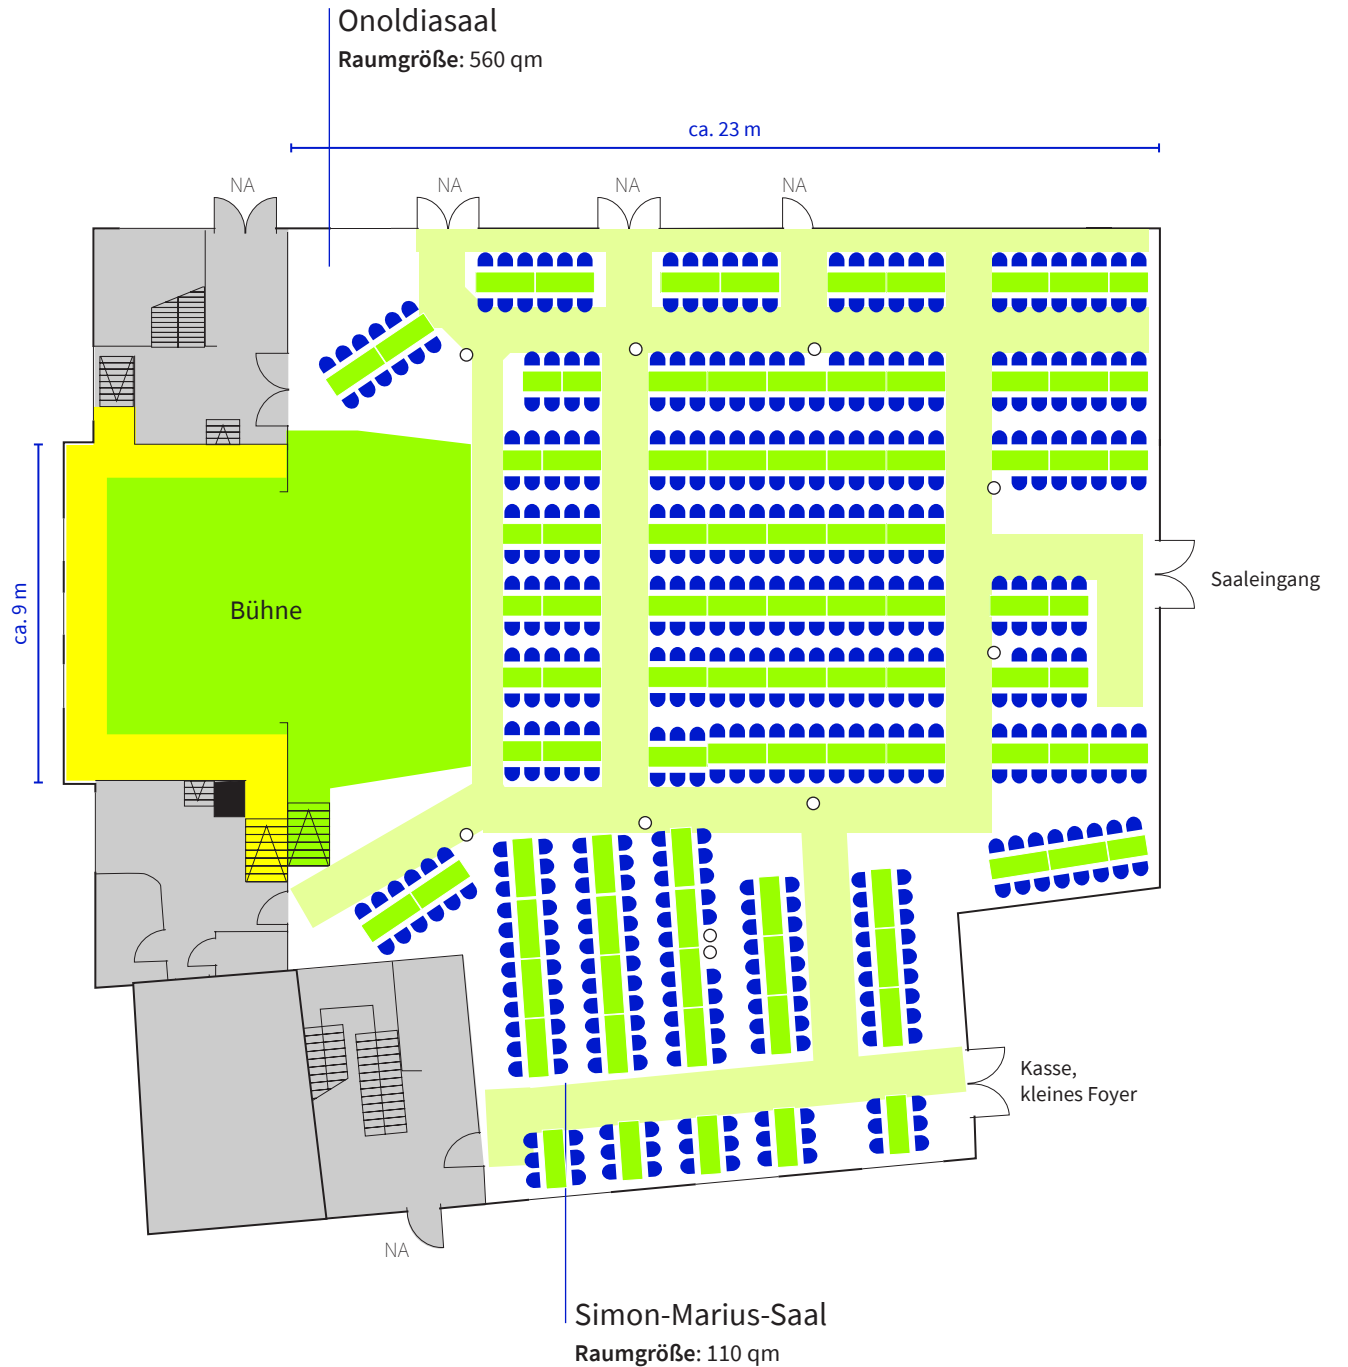 Onoldiasaal
Raumgröße: 560 qm
ca. 23 m
NA
NA
NA
NA
ca. 9 m
Bühne
Saaleingang
Kasse,
kleines Foyer
NA
Simon-Marius-Saal
Raumgröße: 110 qm